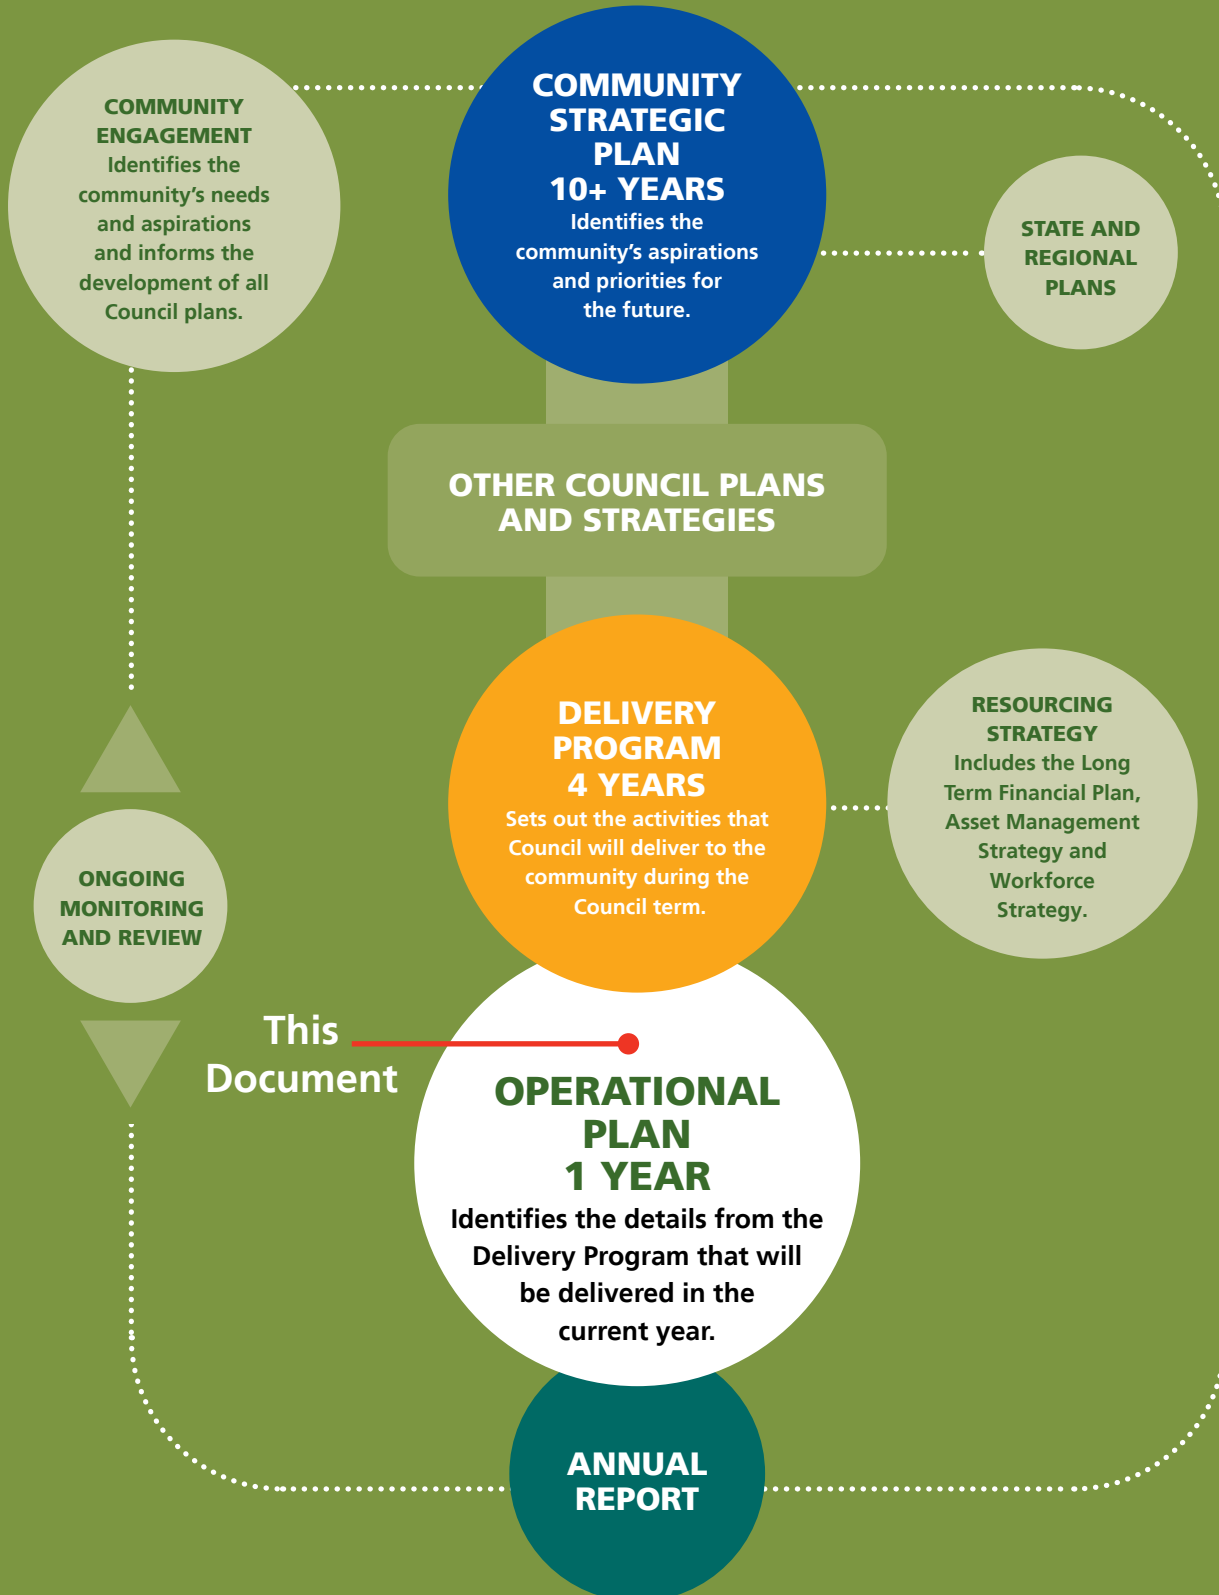 COMMUNITY
ENGAGEMENT
Identifies the
community's needs
and aspirations
and informs the
development of all
Council plans.
COMMUNITY
STRATEGIC
PLAN
10+ YEARS
Identifies the
community's aspirations
and priorities for
the future.
STATE AND
REGIONAL
PLANS
OTHER COUNCIL PLANS
AND STRATEGIES
DELIVERY
PROGRAM
4 YEARS
Sets out the activities that
Council will deliver to the
community during the
Council term.
RESOURCING
STRATEGY
Includes the Long
Term Financial Plan,
Asset Management
Strategy and
Workforce
Strategy.
ONGOING
MONITORING
AND REVIEW
This
Document
OPERATIONAL
PLAN
1 YEAR
Identifies the details from the
Delivery Program that will
be delivered in the
current year.
ANNUAL
REPORT